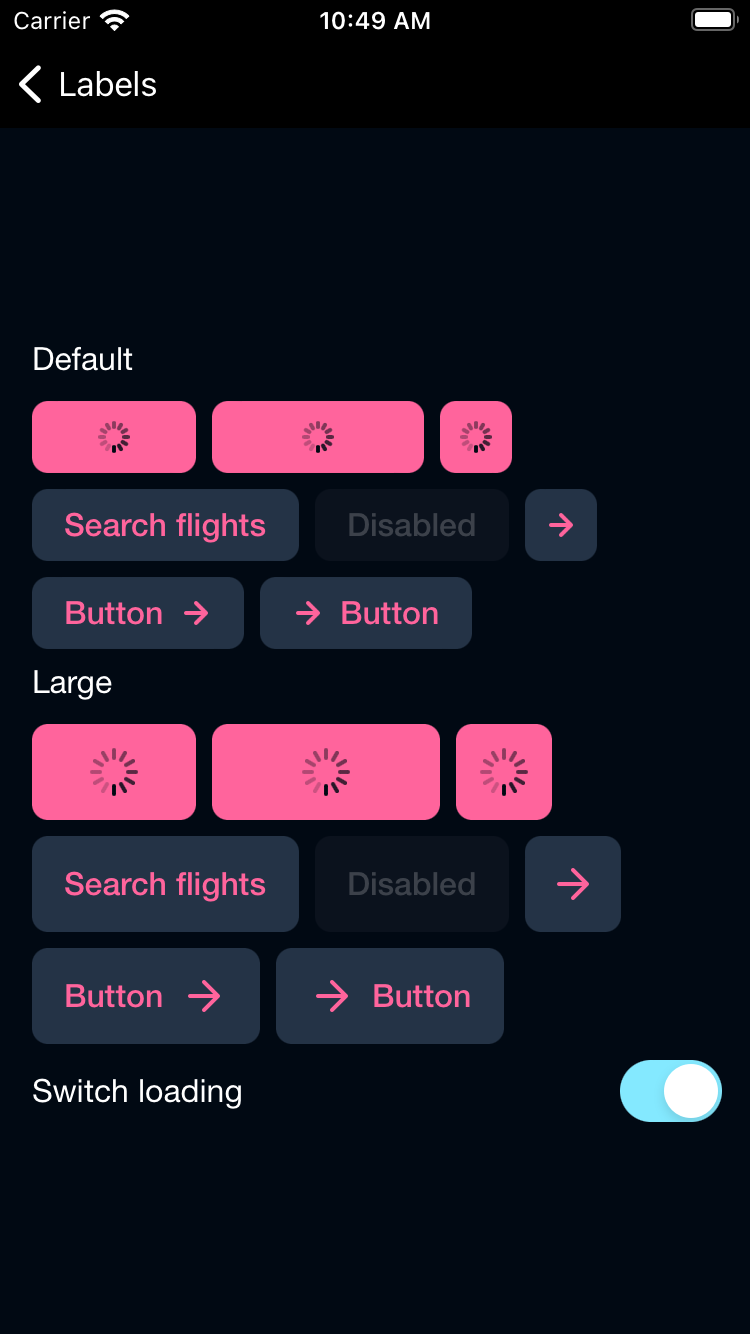 Carrier 10:49 AM
Labels
Default
Search flights Disabled
Button Button
Large
Search flights Disabled
Button Button
Switch loading